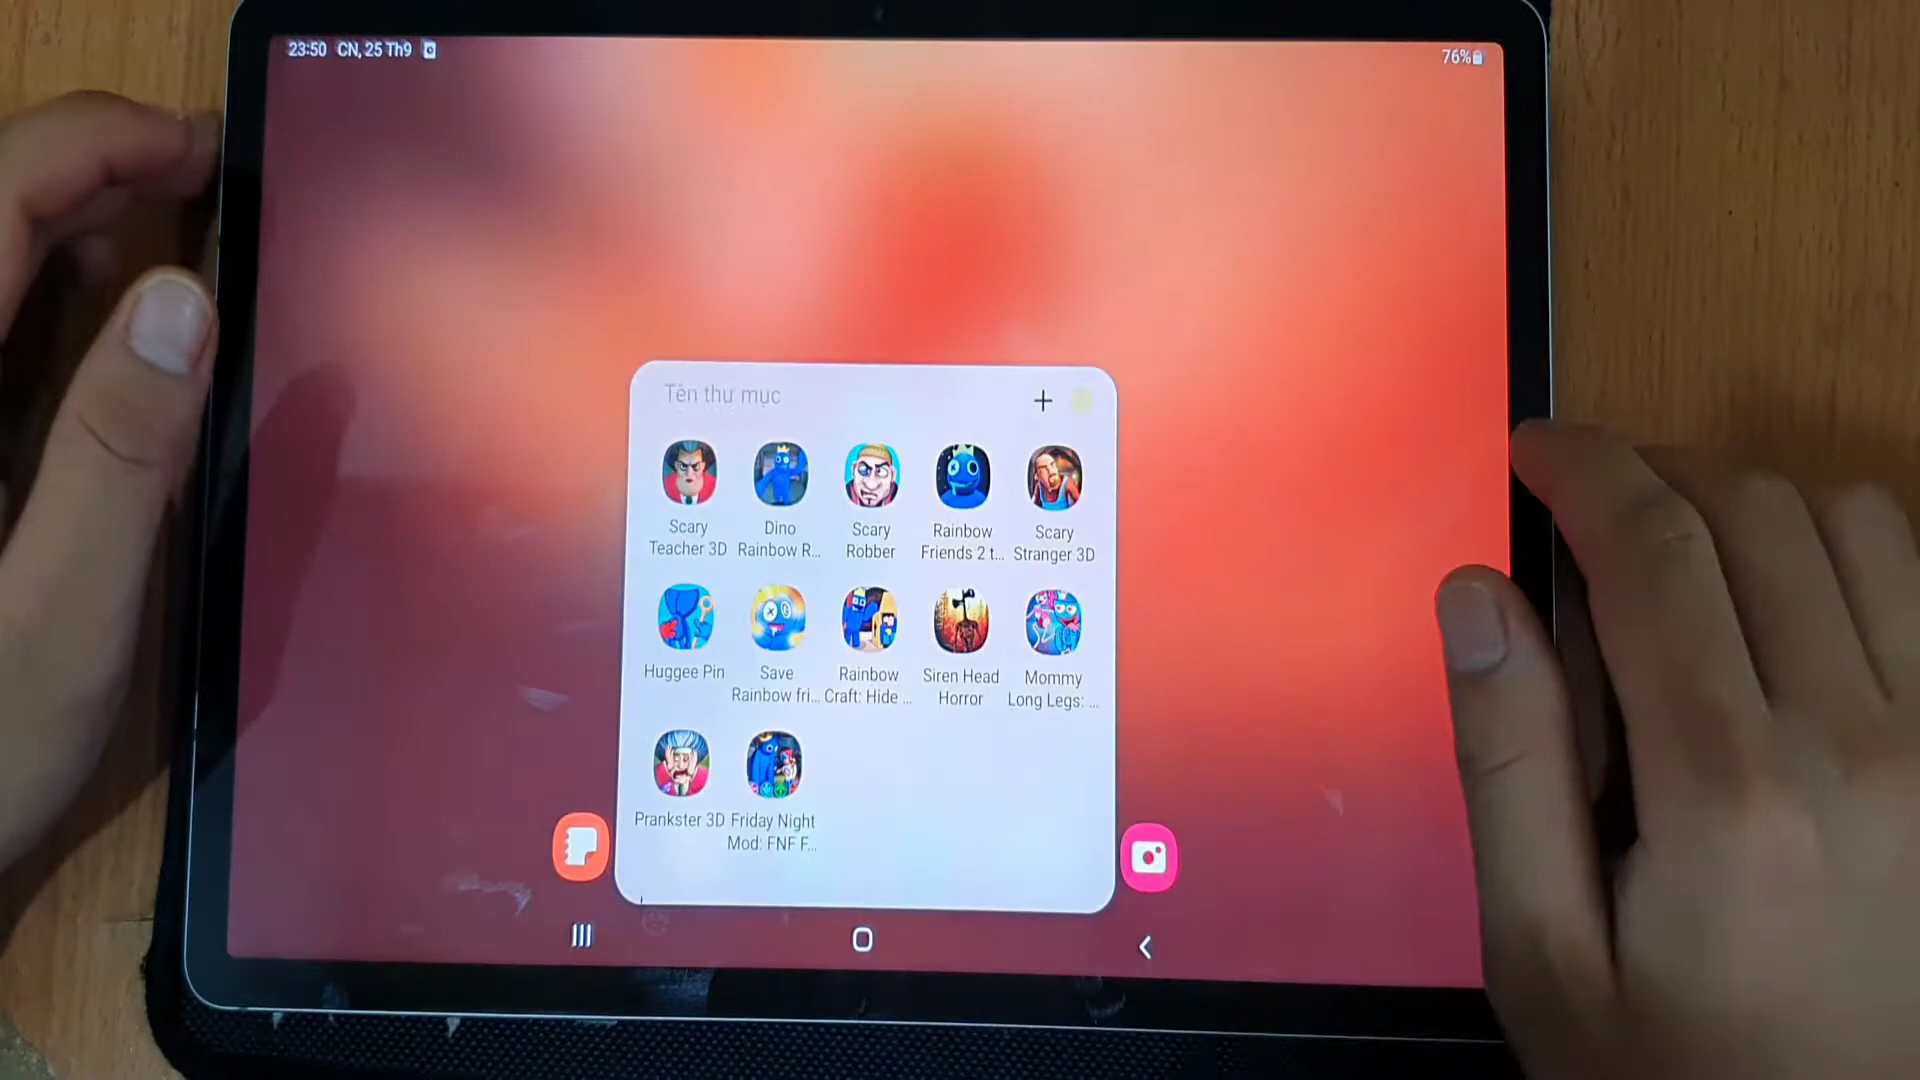 23:50 CN, 25 Th9
76%
Tên thư mục
Scary
Teacher 3D
Dino
Rainbow R...
Scary
Robber
Rainbow
Friends 2 t...
Scary
Stranger 3D
Huggee Pin
Save
Rainbow fri...
Rainbow
Craft: Hide ...
Siren Head
Horror
Mommy
Long Legs: ...
Prankster 3D
Friday Night
Mod: FNF F...